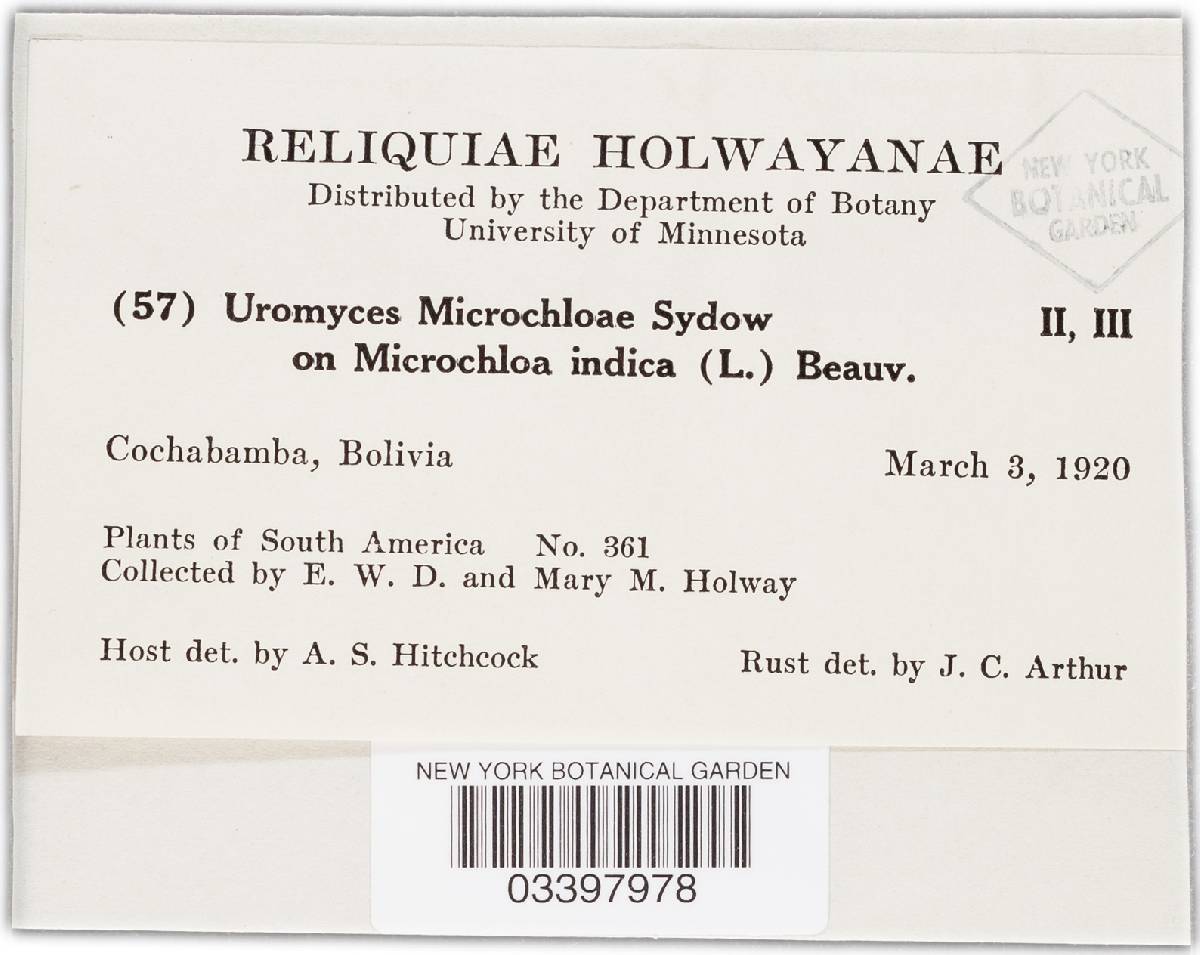 RELIQUIAE HOLWAYANAE
Distributed by the Department of Botany
University of Minnesota
NEW YORK
BOTANICAL
GARDEN
(57) Uromyces Microchloae Sydow II, III
on Microchloa indica (L.) Beauv.
Cochabamba, Bolivia March 3, 1920
Plants of South America No. 361
Collected by E. W. D. and Mary M. Holway
Host det. by A. S. Hitchcock Rust det. by J. C. Arthur
NEW YORK BOTANICAL GARDEN
03397978